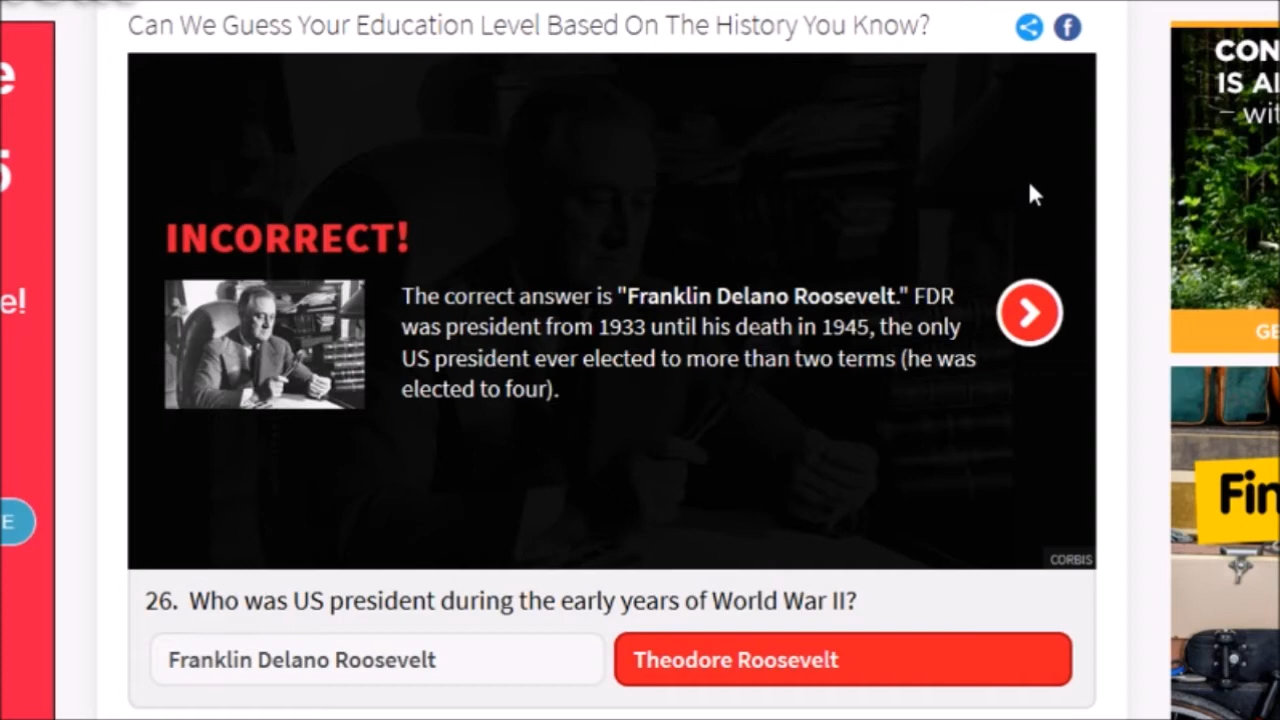 Can We Guess Your Education Level Based On The History You Know?
CON
IS AI
– wit
INCORRECT!
The correct answer is "Franklin Delano Roosevelt." FDR
was president from 1933 until his death in 1945, the only
US president ever elected to more than two terms (he was
elected to four).
e!
GE
Fin
E
CORBIS
26. Who was US president during the early years of World War II?
Franklin Delano Roosevelt
Theodore Roosevelt